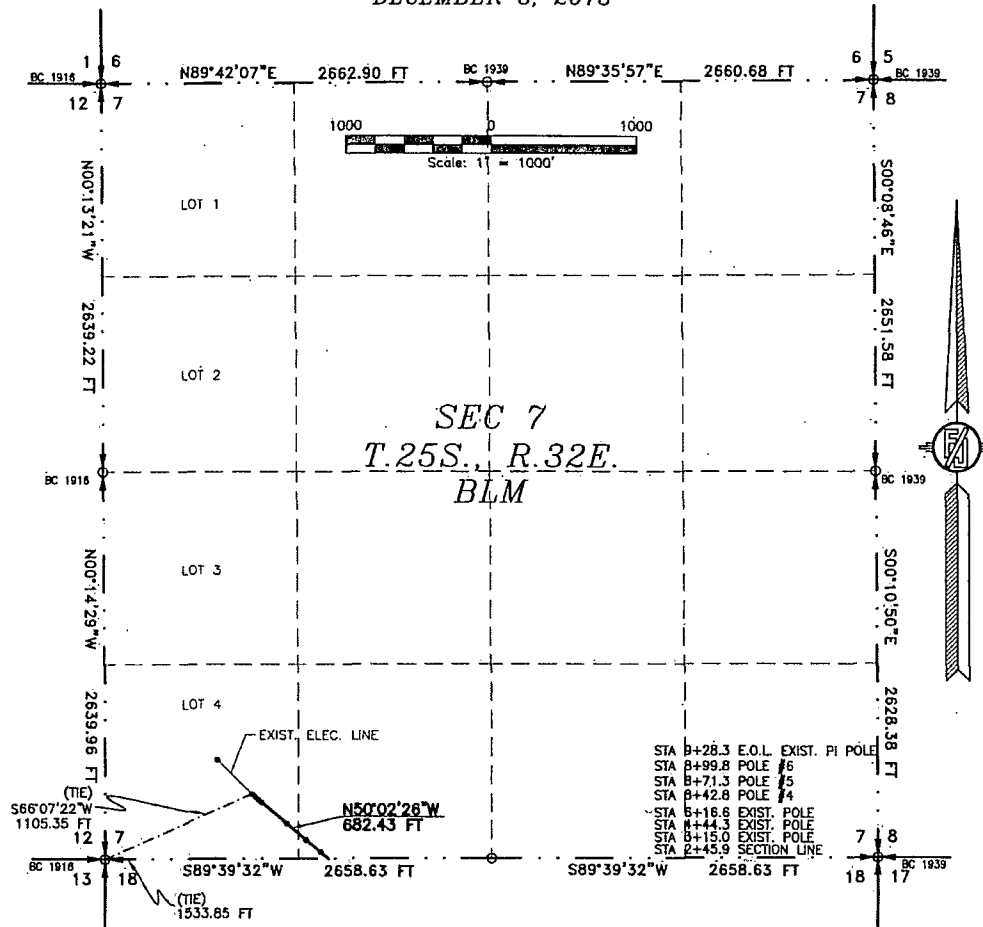 DECEMBER 3, 2013
1 6
12 7
BC 1916
N89°42'07"E 2662.90 FT
BC 1939
N89°35'57"E 2660.68 FT
6 5
7 8
BC 1939
1000 0 1000
Scale: 1" = 1000'
LOT 1
N00°13'21"W
2639.22 FT
S00°08'46"E
2651.58 FT
LOT 2
SEC 7
T.25S., R.32E.
BLM
BC 1916
BC 1939
LOT 3
N00°14'29"W
2639.96 FT
S00°10'50"E
2628.38 FT
LOT 4
EXIST. ELEC. LINE
(TIE)
S66°07'22"W
1105.35 FT
N50°02'26"W
682.43 FT
STA 9+28.3 E.O.L. EXIST. PI POLE
STA 8+99.8 POLE #6
STA 8+71.3 POLE #5
STA 8+42.8 POLE #4
STA 6+16.6 EXIST. POLE
STA 4+44.3 EXIST. POLE
STA 3+15.0 EXIST. POLE
STA 2+45.9 SECTION LINE
12 7
13 18
BC 1916
S89°39'32"W 2658.63 FT
S89°39'32"W 2658.63 FT
7 8
18 17
BC 1939
(TIE)
1533.85 FT